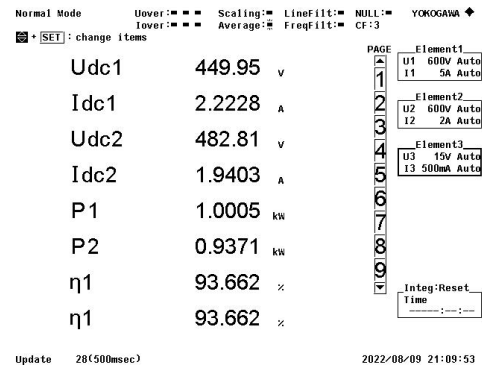 Normal Mode Uover: Scaling: LineFilt: NULL: YOKOGAWA
Iover: Average: FreqFilt: CF:3
+ SET : change items
PAGE
Udc1 449.95 V
Idc1 2.2228 A
Udc2 482.81 V
Idc2 1.9403 A
P1 1.0005 kW
P2 0.9371 kW
η1 93.662 %
η1 93.662 %
1
2
3
4
5
6
7
8
9
Element1
U1 600V Auto
I1 5A Auto
Element2
U2 600V Auto
I2 2A Auto
Element3
U3 15V Auto
I3 500mA Auto
Integ:Reset
Time
-----:--:--
Update 28(500msec) 2022/08/09 21:09:53